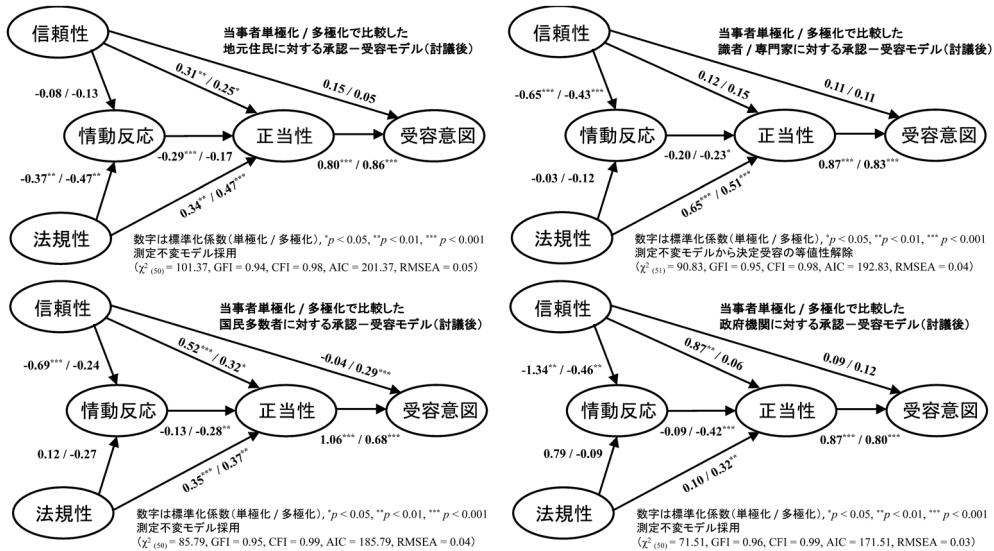 当事者単極化 / 多極化で比較した
地元住民に対する承認－受容モデル（討議後）
信頼性
0.31** / 0.25*
0.15 / 0.05
-0.08 / -0.13
情動反応
正当性
受容意図
-0.29*** / -0.17
0.80*** / 0.86***
-0.37** / -0.47**
0.34** / 0.47***
法規性
数字は標準化係数（単極化 / 多極化）, *p < 0.05, **p < 0.01, *** p < 0.001
測定不変モデル採用
（χ² (50) = 101.37, GFI = 0.94, CFI = 0.98, AIC = 201.37, RMSEA = 0.05）
当事者単極化 / 多極化で比較した
識者 / 専門家に対する承認－受容モデル（討議後）
信頼性
0.12 / 0.15
0.11 / 0.11
-0.65*** / -0.43***
情動反応
正当性
受容意図
-0.20 / -0.23*
0.87*** / 0.83***
-0.03 / -0.12
0.65*** / 0.51***
法規性
数字は標準化係数（単極化 / 多極化）, *p < 0.05, **p < 0.01, *** p < 0.001
測定不変モデルから決定受容の等値性解除
（χ² (51) = 90.83, GFI = 0.95, CFI = 0.98, AIC = 192.83, RMSEA = 0.04）
当事者単極化 / 多極化で比較した
国民多数者に対する承認－受容モデル（討議後）
信頼性
0.52*** / 0.32*
-0.04 / 0.29***
-0.69*** / -0.24
情動反応
正当性
受容意図
-0.13 / -0.28**
1.06*** / 0.68***
0.12 / -0.27
0.35*** / 0.37**
法規性
数字は標準化係数（単極化 / 多極化）, *p < 0.05, **p < 0.01, *** p < 0.001
測定不変モデル採用
（χ² (50) = 85.79, GFI = 0.95, CFI = 0.99, AIC = 185.79, RMSEA = 0.04）
当事者単極化 / 多極化で比較した
政府機関に対する承認－受容モデル（討議後）
信頼性
0.87** / 0.06
0.09 / 0.12
-1.34** / -0.46**
情動反応
正当性
受容意図
-0.09 / -0.42***
0.87*** / 0.80***
0.79 / -0.09
0.10 / 0.32**
法規性
数字は標準化係数（単極化 / 多極化）, *p < 0.05, **p < 0.01, *** p < 0.001
測定不変モデル採用
（χ² (50) = 71.51, GFI = 0.96, CFI = 0.99, AIC = 171.51, RMSEA = 0.03）